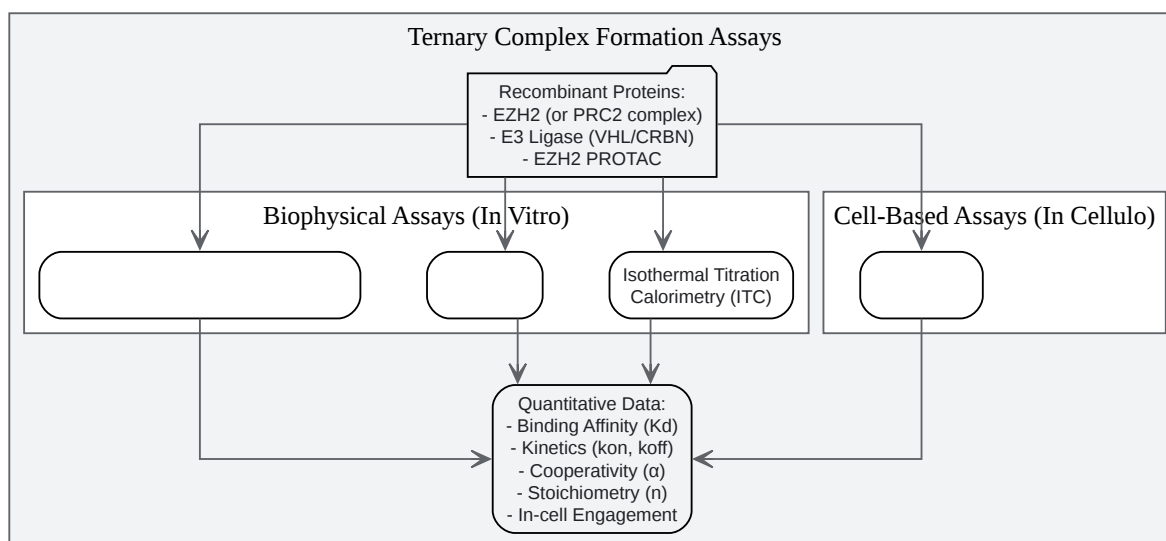 Ternary Complex Formation Assays
Recombinant Proteins:
- EZH2 (or PRC2 complex)
- E3 Ligase (VHL/CRBN)
- EZH2 PROTAC
Biophysical Assays (In Vitro)
Cell-Based Assays (In Cellulo)
Isothermal Titration
Calorimetry (ITC)
Quantitative Data:
- Binding Affinity (Kd)
- Kinetics (kon, koff)
- Cooperativity (α)
- Stoichiometry (n)
- In-cell Engagement